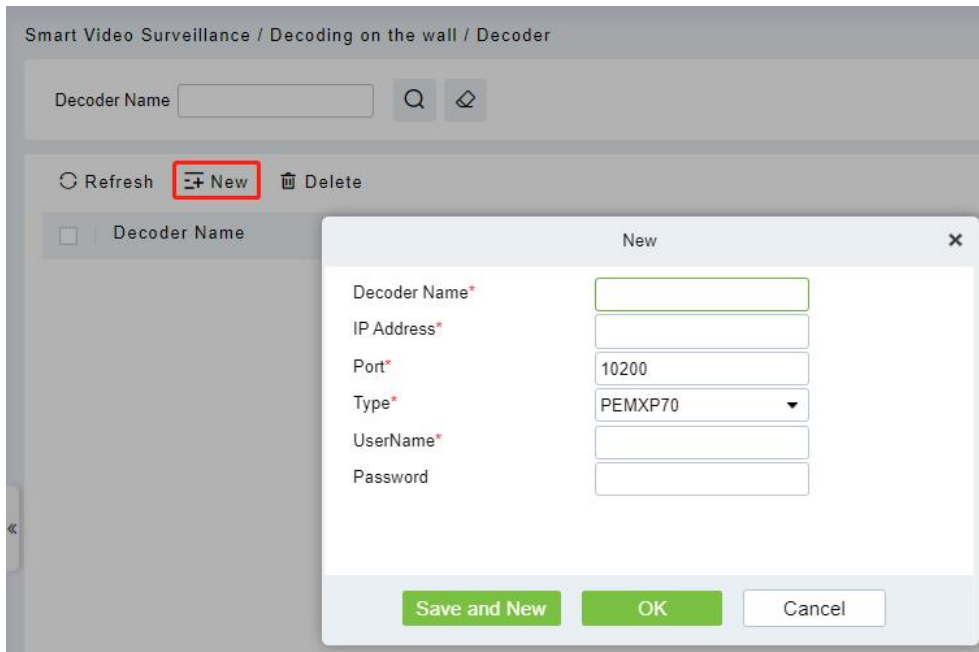 Smart Video Surveillance / Decoding on the wall / Decoder
Decoder Name
Refresh New Delete
Decoder Name
New
Decoder Name*
IP Address*
Port* 10200
Type* PEMXP70
UserName*
Password
Save and New OK Cancel